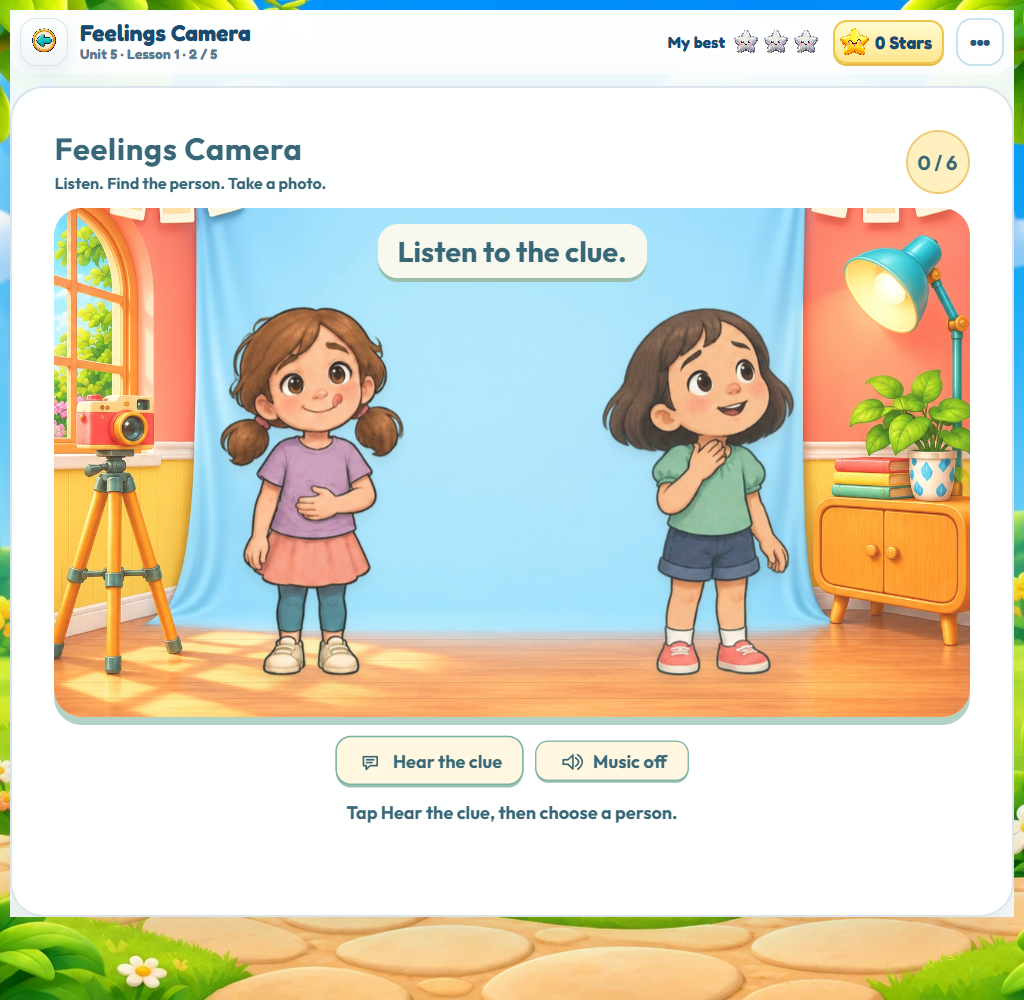 Feelings Camera
Unit 5 · Lesson 1 · 2 / 5
My best
0 Stars
Feelings Camera
Listen. Find the person. Take a photo.
0 / 6
Listen to the clue.
Hear the clue
Music off
Tap Hear the clue, then choose a person.